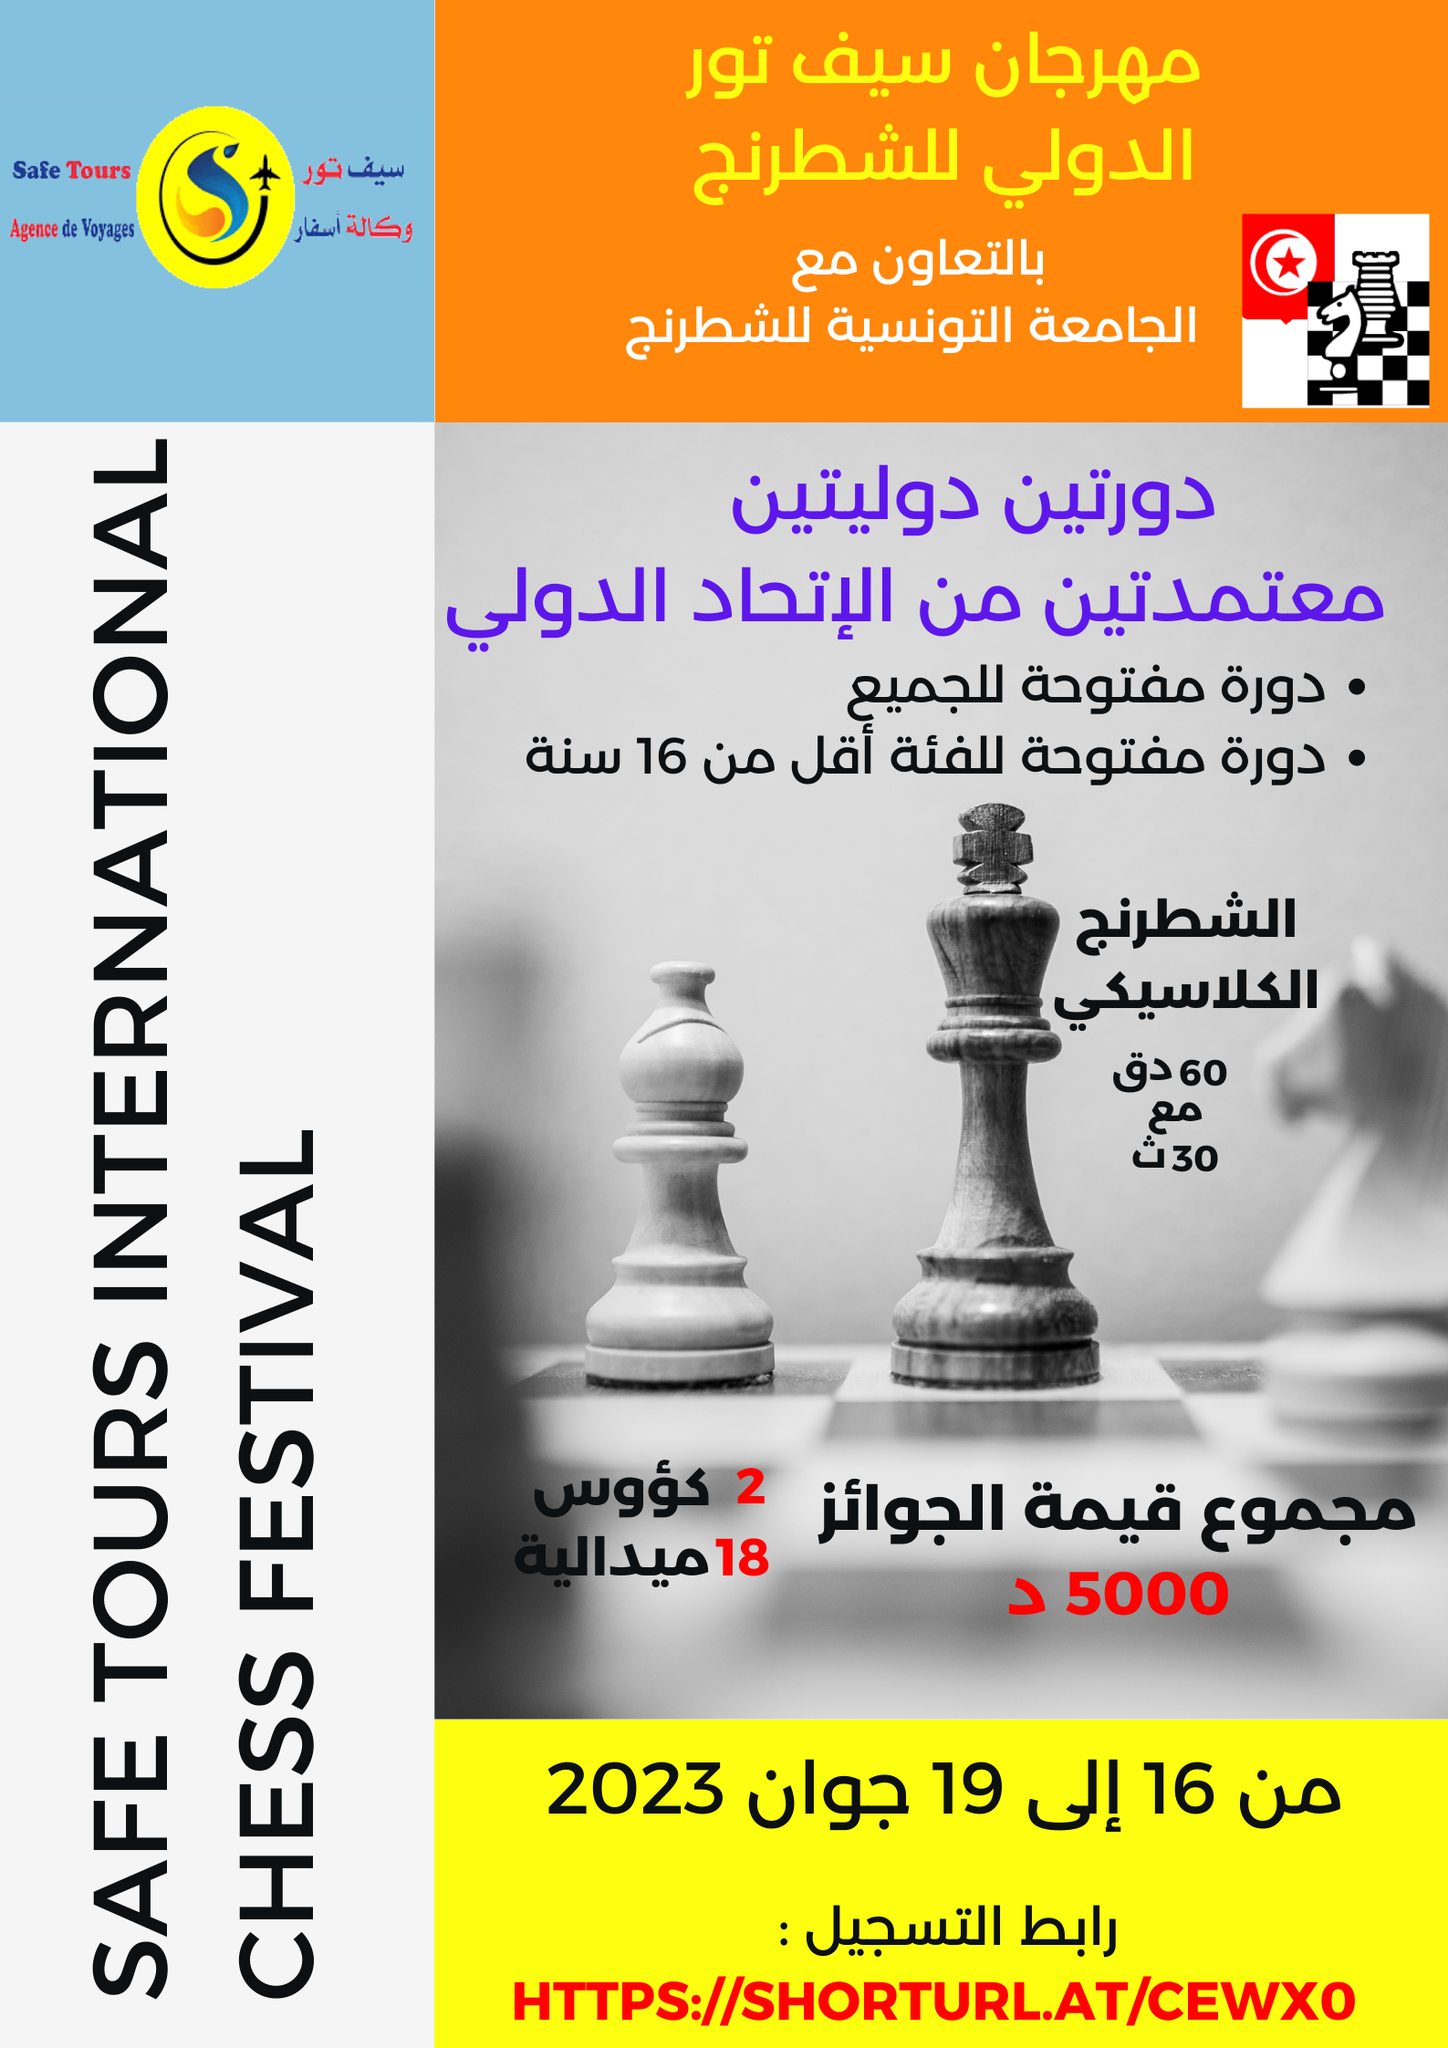 Safe Tours
Agence de Voyages
سيف تور
وكالة أسفار
مهرجان سيف تور
الدولي للشطرنج
بالتعاون مع
الجامعة التونسية للشطرنج
SAFE TOURS INTERNATIONAL
CHESS FESTIVAL
دورتين دوليتين
معتمدتين من الإتحاد الدولي
• دورة مفتوحة للجميع
• دورة مفتوحة للفئة أقل من 16 سنة
الشطرنج
الكلاسيكي
60 دق
مع
30 ث
مجموع قيمة الجوائز
5000 د
2 كؤوس
18 ميدالية
من 16 إلى 19 جوان 2023
رابط التسجيل :
HTTPS://SHORTURL.AT/CEWX0